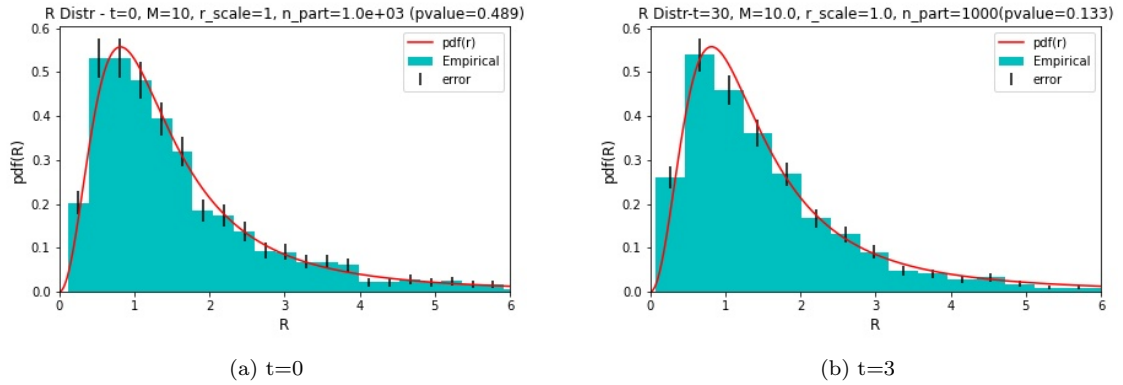 R Distr - t=0, M=10, r_scale=1, n_part=1.0e+03 (pvalue=0.489)
0.6
0.5
0.4
0.3
0.2
0.1
0.0
pdf(R)
pdf(r)
Empirical
error
0 1 2 3 4 5 6
R
(a) t=0
R Distr-t=30, M=10.0, r_scale=1.0, n_part=1000(pvalue=0.133)
0.6
0.5
0.4
0.3
0.2
0.1
0.0
pdf(R)
pdf(r)
Empirical
error
0 1 2 3 4 5 6
R
(b) t=3